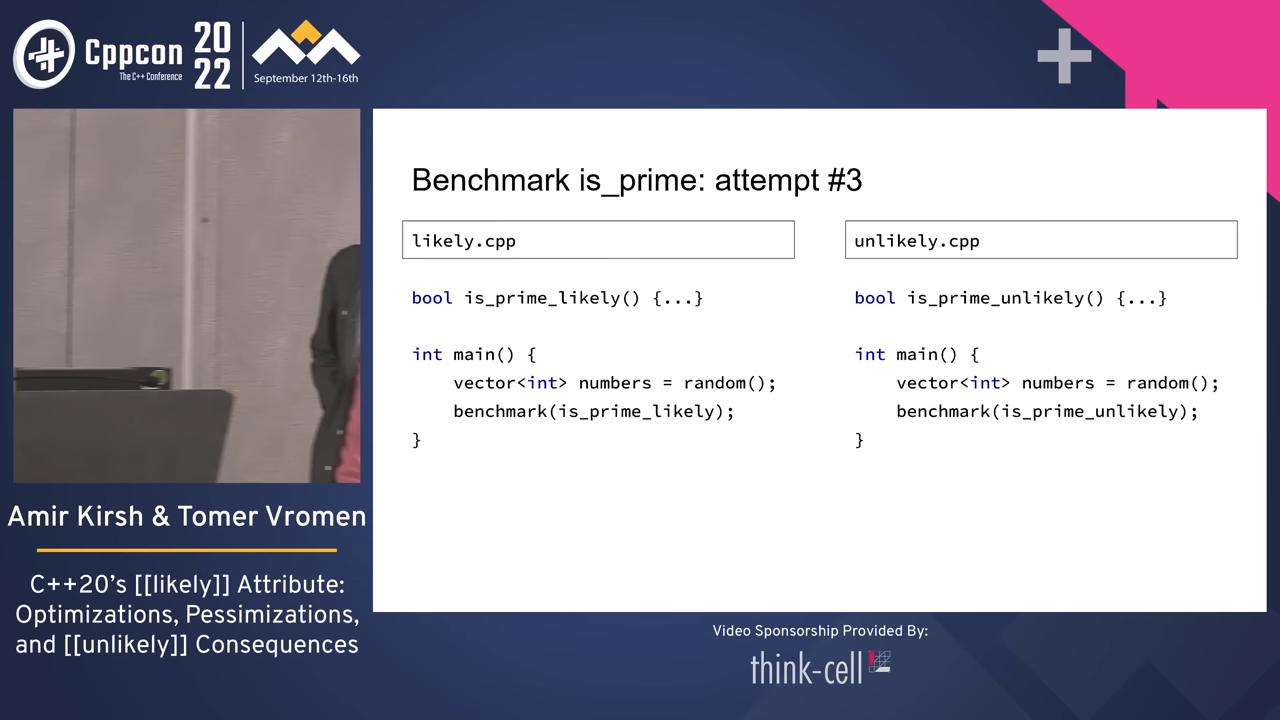 Cppcon
The C++ Conference
20
22
September 12th-16th
Benchmark is_prime: attempt #3
likely.cpp
bool is_prime_likely() {...}
int main() {
    vector<int> numbers = random();
    benchmark(is_prime_likely);
}
unlikely.cpp
bool is_prime_unlikely() {...}
int main() {
    vector<int> numbers = random();
    benchmark(is_prime_unlikely);
}
Amir Kirsh & Tomer Vromen
C++20’s [[likely]] Attribute:
Optimizations, Pessimizations,
and [[unlikely]] Consequences
Video Sponsorship Provided By:
think-cell